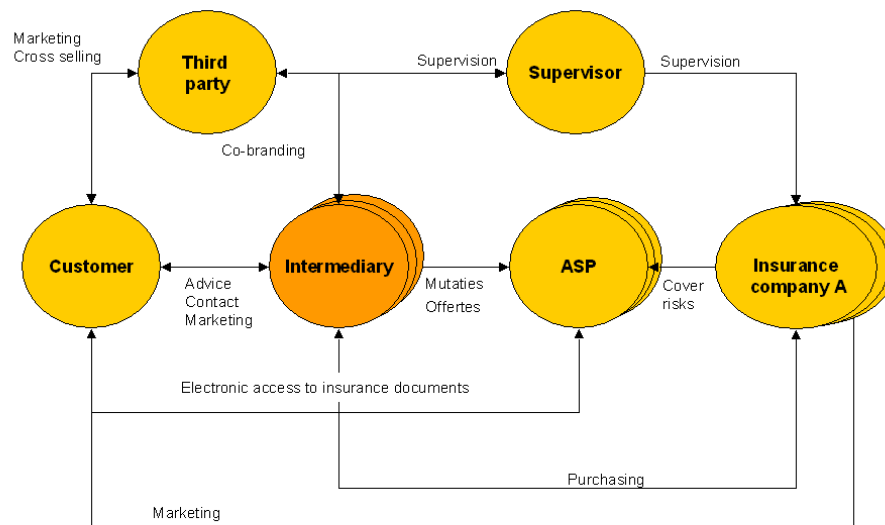 Marketing
Cross selling
Third
party
Supervision
Supervisor
Supervision
Co-branding
Customer
Intermediary
ASP
Insurance
company A
Advice
Contact
Marketing
Mutaties
Offertes
Cover
risks
Electronic access to insurance documents
Purchasing
Marketing